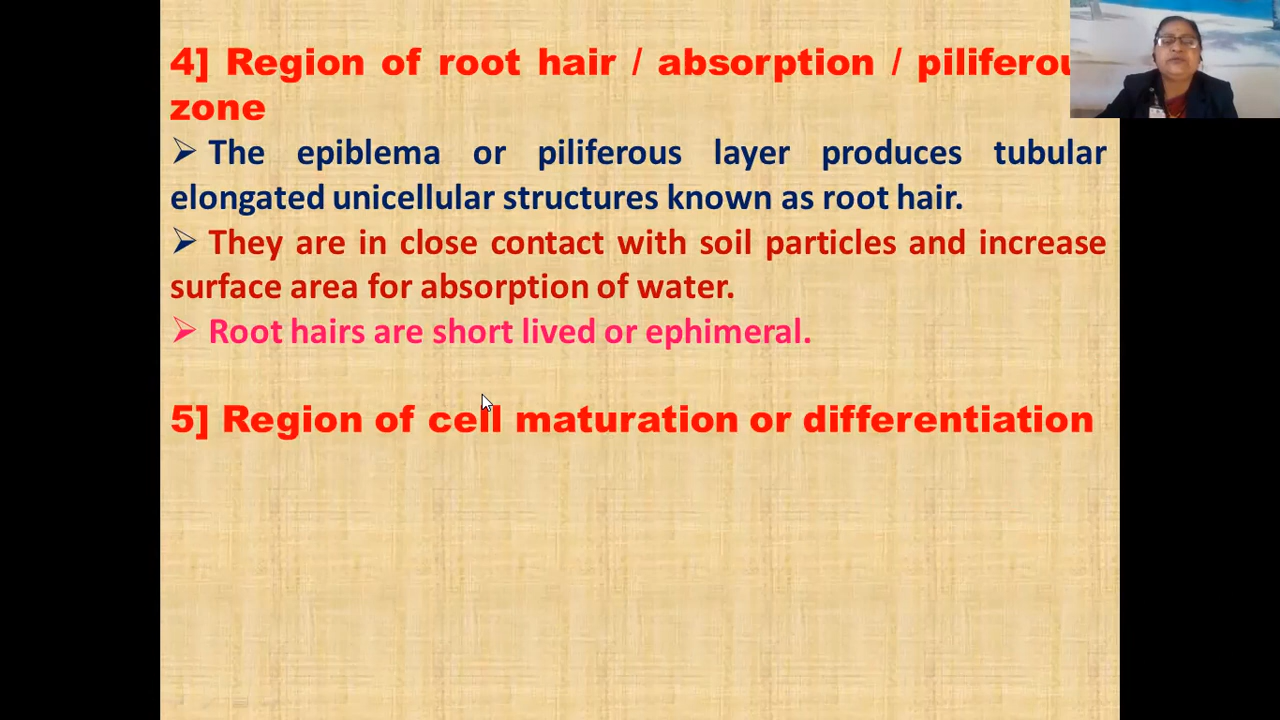 4] Region of root hair / absorption / piliferou
zone
➢ The epiblema or piliferous layer produces tubular
elongated unicellular structures known as root hair.
➢ They are in close contact with soil particles and increase
surface area for absorption of water.
➢ Root hairs are short lived or ephimeral.
5] Region of cell maturation or differentiation